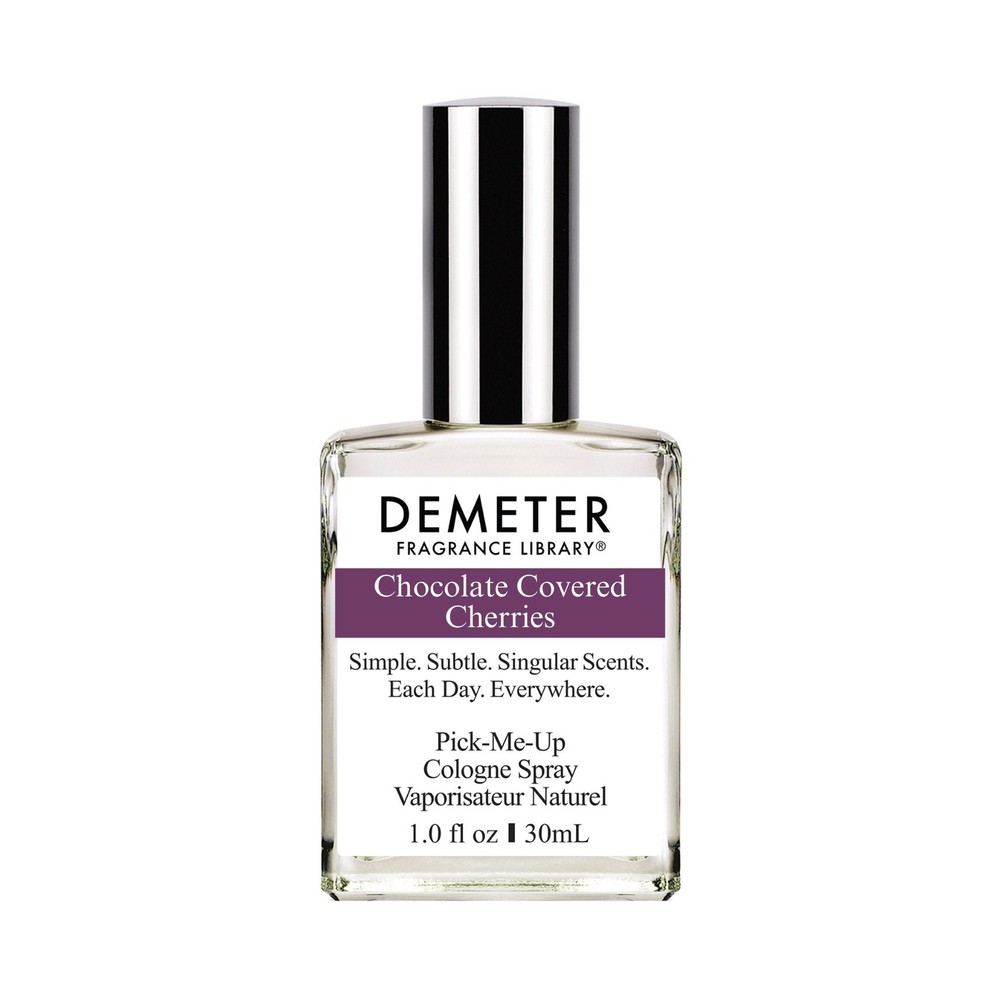 DEMETER
FRAGRANCE LIBRARY®
Chocolate Covered
Cherries
Simple. Subtle. Singular Scents.
Each Day. Everywhere.
Pick-Me-Up
Cologne Spray
Vaporisateur Naturel
1.0 fl oz ▌30mL